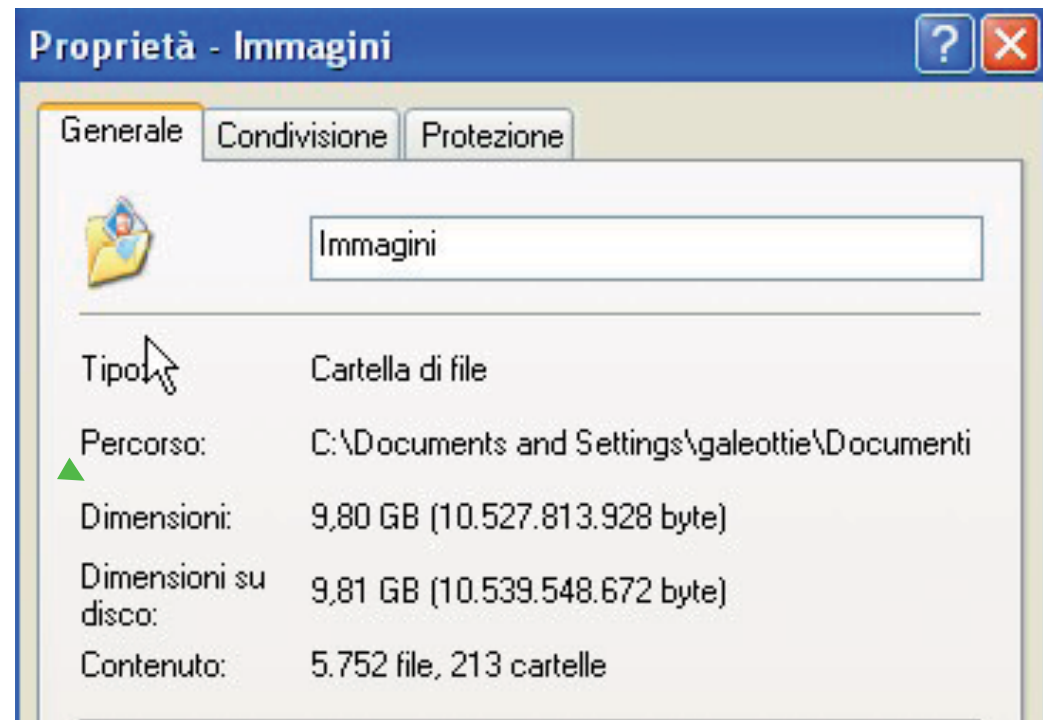 Proprietà - Immagini
Generale Condivisione Protezione
Immagini
Tipo: Cartella di file
Percorso: C:\Documents and Settings\galeottie\Documenti
Dimensioni: 9,80 GB (10.527.813.928 byte)
Dimensioni su
disco: 9,81 GB (10.539.548.672 byte)
Contenuto: 5.752 file, 213 cartelle